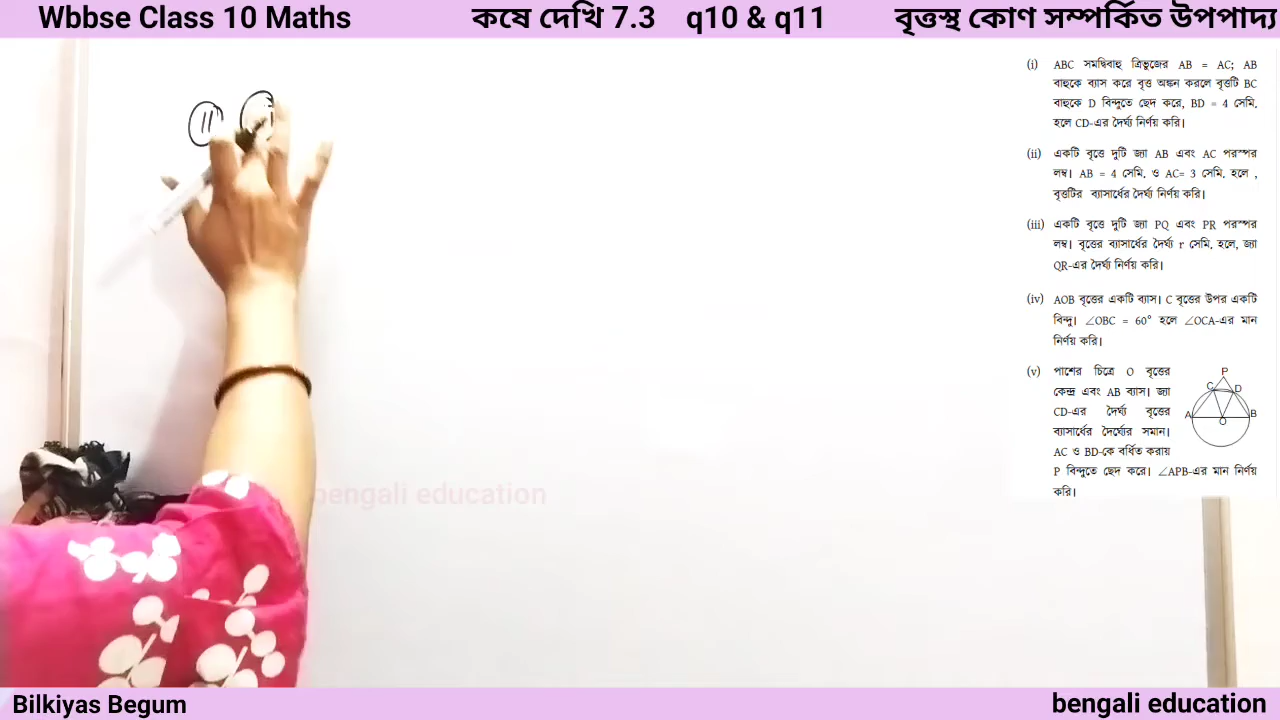 Wbbse Class 10 Maths কষে দেখি 7.3 q10 & q11 বৃত্তস্থ কোণ সম্পর্কিত উপপাদ্য
11
(i) ABC সমদ্বিবাহু ত্রিভুজের AB = AC; AB
বাহুকে ব্যাস করে বৃত্ত অঙ্কন করলে বৃত্তটি BC
বাহুকে D বিন্দুতে ছেদ করে, BD = 4 সেমি.
হলে CD-এর দৈর্ঘ্য নির্ণয় করি।
(ii) একটি বৃত্তে দুটি জ্যা AB এবং AC পরস্পর
লম্ব। AB = 4 সেমি. ও AC= 3 সেমি. হলে ,
বৃত্তটির ব্যাসার্ধের দৈর্ঘ্য নির্ণয় করি।
(iii) একটি বৃত্তে দুটি জ্যা PQ এবং PR পরস্পর
লম্ব। বৃত্তের ব্যাসার্ধের দৈর্ঘ্য r সেমি. হলে, জ্যা
QR-এর দৈর্ঘ্য নির্ণয় করি।
(iv) AOB বৃত্তের একটি ব্যাস। C বৃত্তের উপর একটি
বিন্দু। ∠OBC = 60° হলে ∠OCA-এর মান
নির্ণয় করি।
(v) পাশের চিত্রে O বৃত্তের
কেন্দ্র এবং AB ব্যাস। জ্যা
CD-এর দৈর্ঘ্য বৃত্তের
ব্যাসার্ধের দৈর্ঘ্যের সমান।
AC ও BD-কে বর্ধিত করায়
P বিন্দুতে ছেদ করে। ∠APB-এর মান নির্ণয়
করি।
P
C D
A B
O
bengali education
Bilkiyas Begum bengali education